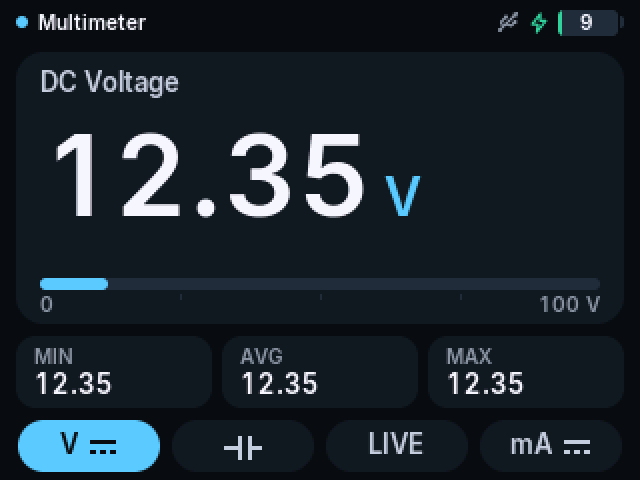 Multimeter
9
DC Voltage
12.35 V
0
100 V
MIN
12.35
AVG
12.35
MAX
12.35
V
LIVE
mA